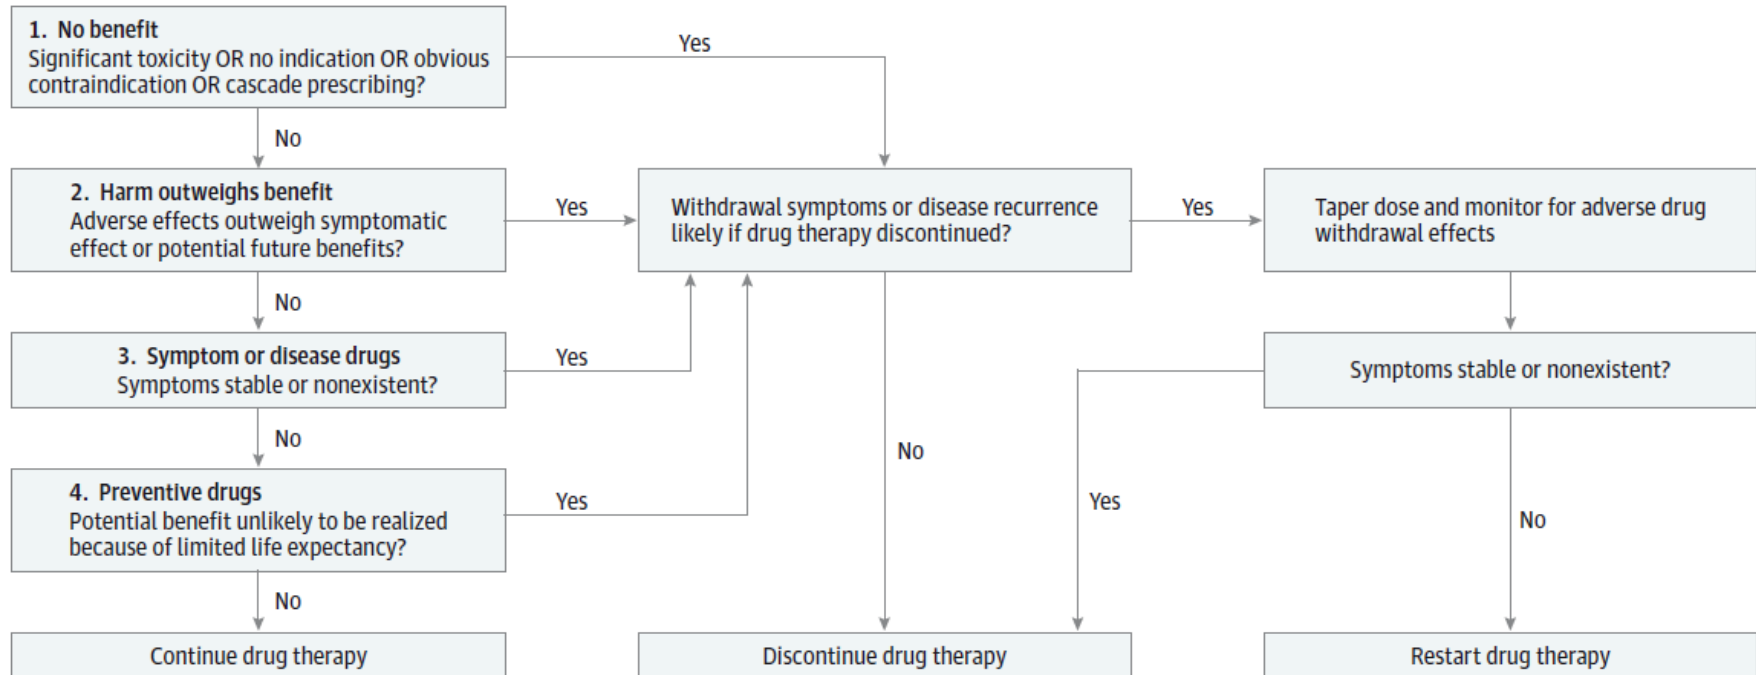 1. No benefit
Significant toxicity OR no indication OR obvious
contraindication OR cascade prescribing?
Yes
No
2. Harm outweighs benefit
Adverse effects outweigh symptomatic
effect or potential future benefits?
Yes
Withdrawal symptoms or disease recurrence
likely if drug therapy discontinued?
Yes
Taper dose and monitor for adverse drug
withdrawal effects
No
3. Symptom or disease drugs
Symptoms stable or nonexistent?
Yes
Symptoms stable or nonexistent?
No
No
4. Preventive drugs
Potential benefit unlikely to be realized
because of limited life expectancy?
Yes
Yes
No
No
Continue drug therapy
Discontinue drug therapy
Restart drug therapy